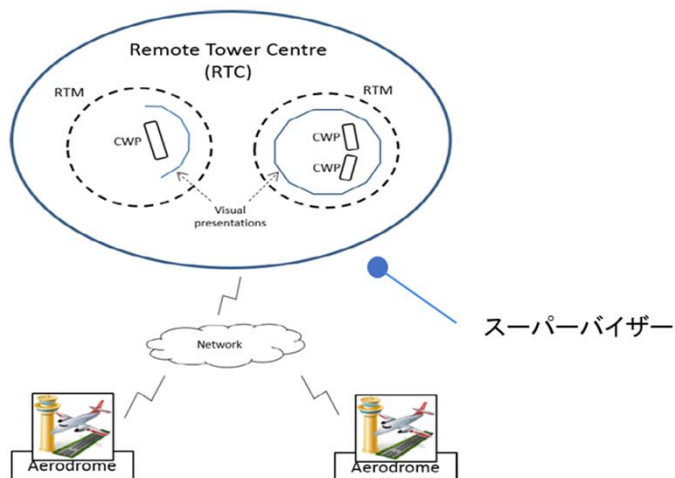 Remote Tower Centre
(RTC)
RTM
RTM
CWP
CWP
CWP
Visual
presentations
スーパーバイザー
Network
Aerodrome
Aerodrome